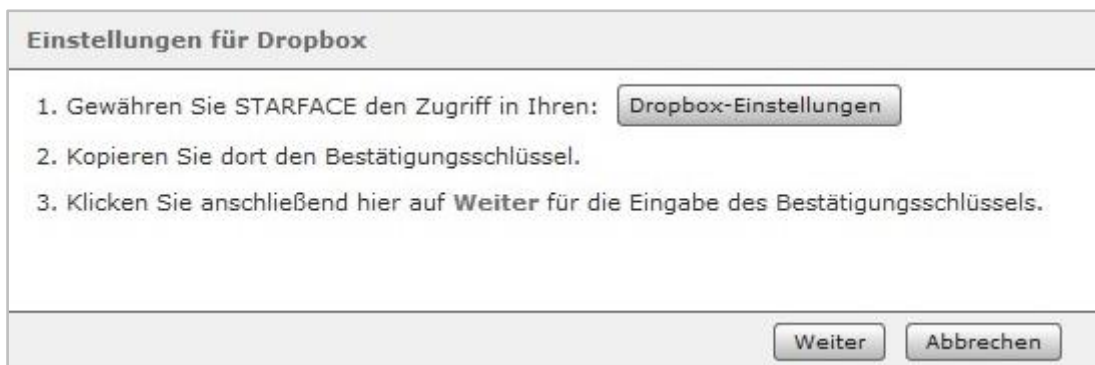 Einstellungen für Dropbox
1. Gewähren Sie STARFACE den Zugriff in Ihren: Dropbox-Einstellungen
2. Kopieren Sie dort den Bestätigungsschlüssel.
3. Klicken Sie anschließend hier auf Weiter für die Eingabe des Bestätigungsschlüssels.
Weiter Abbrechen